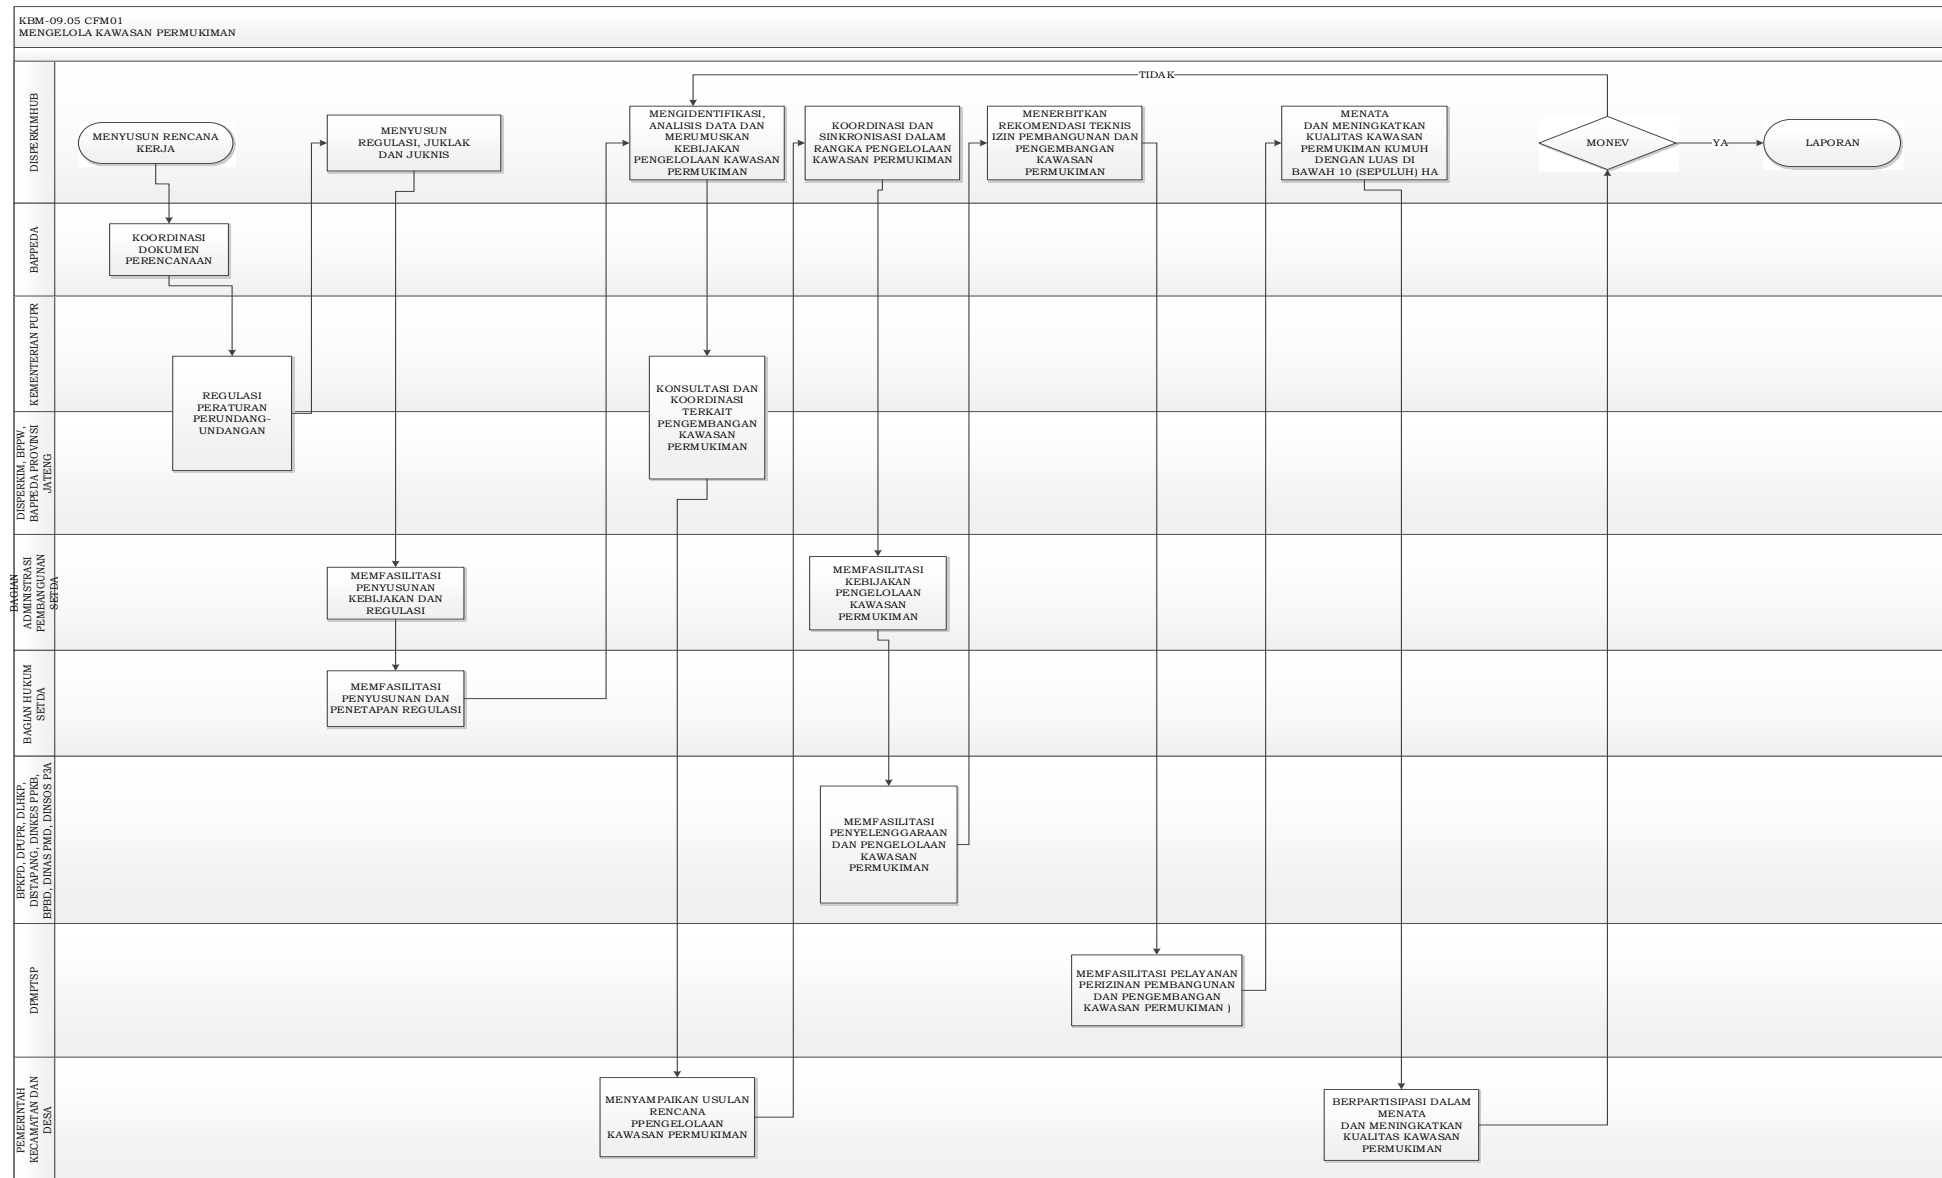 KBM-09.05 CFM01
MENGELOLA KAWASAN PERMUKIMAN
DISPERKIMHUB
MENYUSUN RENCANA
KERJA
MENYUSUN
REGULASI, JUKLAK
DAN JUKNIS
MENGIDENTIFIKASI,
ANALISIS DATA DAN
MERUMUSKAN
KEBIJAKAN
PENGELOLAAN KAWASAN
PERMUKIMAN
KOORDINASI DAN
SINKRONISASI DALAM
RANGKA PENGELOLAAN
KAWASAN PERMUKIMAN
MENERBITKAN
REKOMENDASI TEKNIS
IZIN PEMBANGUNAN DAN
PENGEMBANGAN
KAWASAN
PERMUKIMAN
MENATA
DAN MENINGKATKAN
KUALITAS KAWASAN
PERMUKIMAN KUMUH
DENGAN LUAS DI
BAWAH 10 (SEPULUH) HA
TIDAK
MONEV
YA
LAPORAN
BAPPEDA
KOORDINASI
DOKUMEN
PERENCANAAN
KEMENTERIAN PUPR
REGULASI
PERATURAN
PERUNDANG-
UNDANGAN
KONSULTASI DAN
KOORDINASI
TERKAIT
PENGEMBANGAN
KAWASAN
PERMUKIMAN
DISPERKIM, BPPW,
BAPPEDA PROVINSI
JATENG
BAGIAN
ADMINISTRASI
PEMBANGUNAN
SETDA
MEMFASILITASI
PENYUSUNAN
KEBIJAKAN DAN
REGULASI
MEMFASILITASI
KEBIJAKAN
PENGELOLAAN
KAWASAN
PERMUKIMAN
BAGIAN HUKUM
SETDA
MEMFASILITASI
PENYUSUNAN DAN
PENETAPAN REGULASI
BPKPD, DPUPR, DLHKP,
DISTAPANG, DINKES PPKB,
BPBD, DINAS PMD, DINSOS P3A
MEMFASILITASI
PENYELENGGARAAN
DAN PENGELOLAAN
KAWASAN
PERMUKIMAN
DPMPTSP
MEMFASILITASI PELAYANAN
PERIZINAN PEMBANGUNAN
DAN PENGEMBANGAN
KAWASAN PERMUKIMAN )
PEMERINTAH
KECAMATAN DAN
DESA
MENYAMPAIKAN USULAN
RENCANA
PPENGELOLAAN
KAWASAN PERMUKIMAN
BERPARTISIPASI DALAM
MENATA
DAN MENINGKATKAN
KUALITAS KAWASAN
PERMUKIMAN